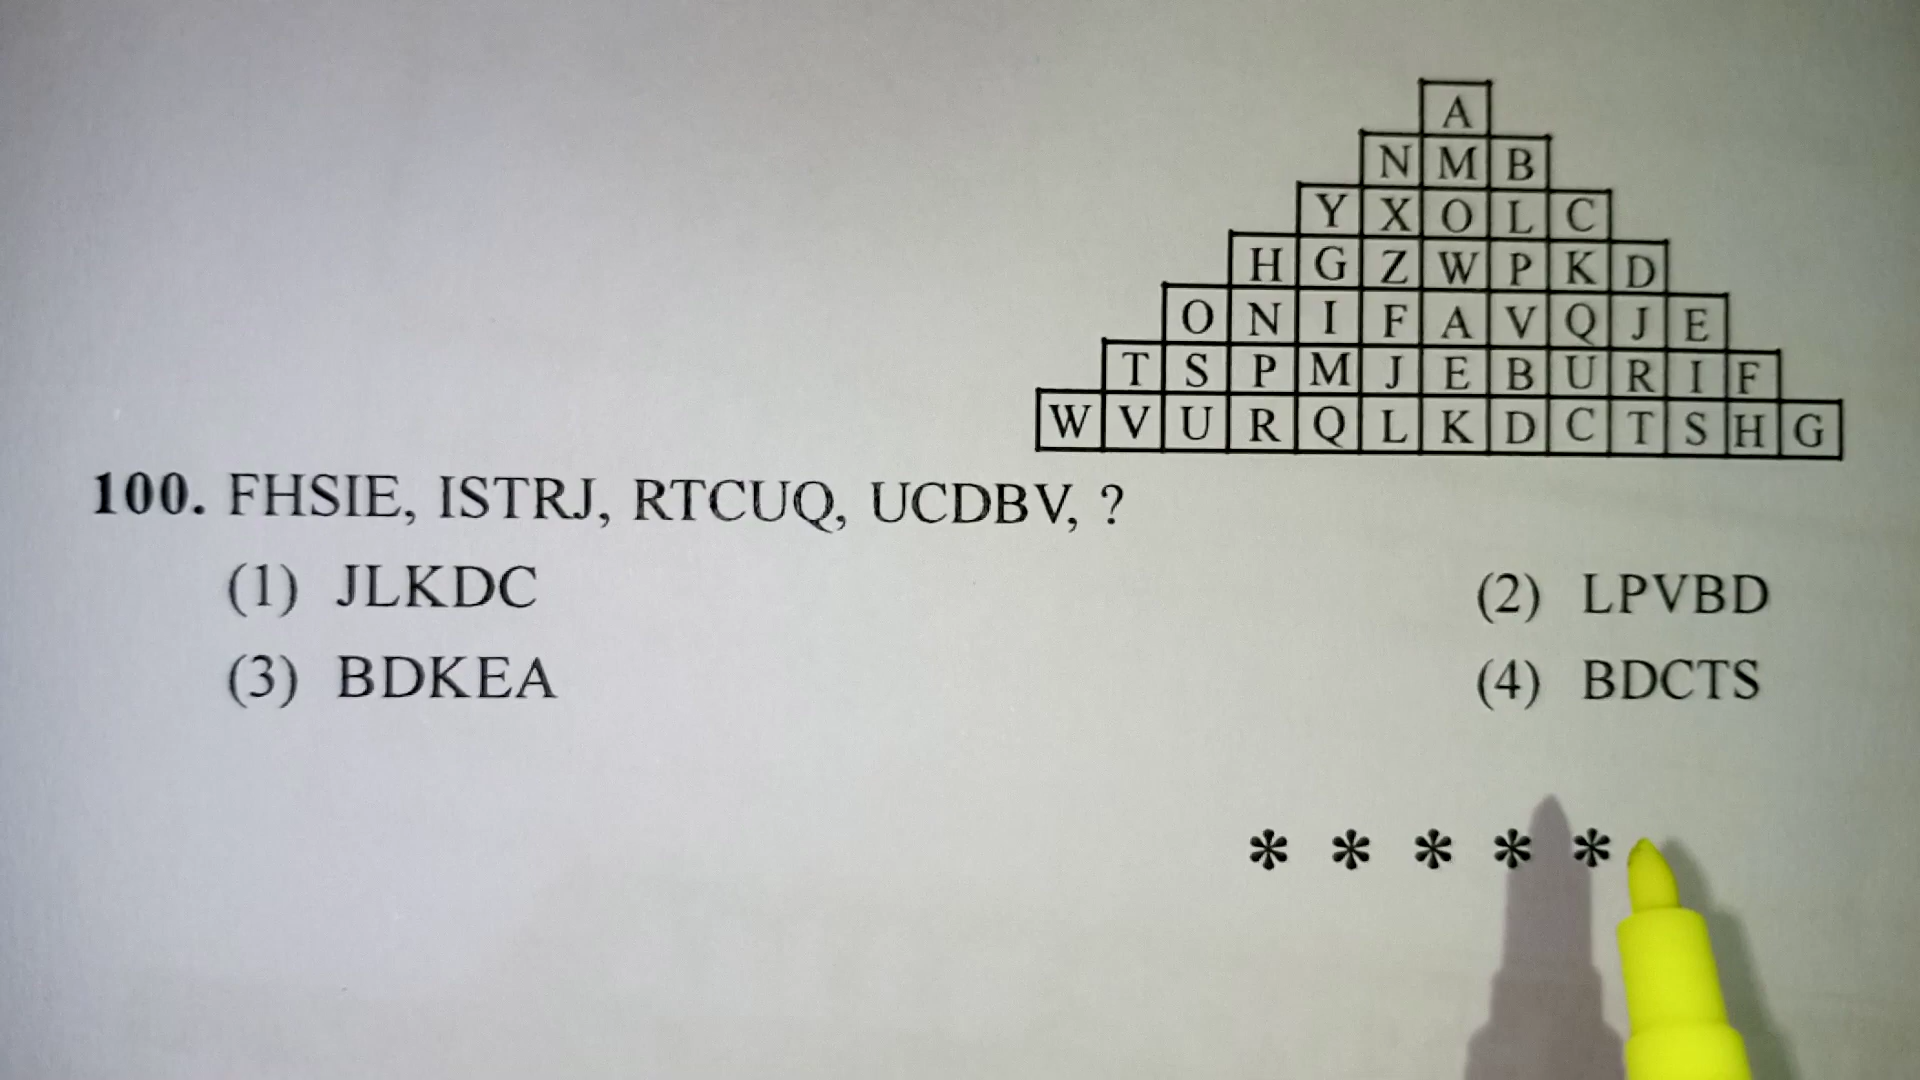 A
N M B
Y X O L C
H G Z W P K D
O N I F A V Q J E
T S P M J E B U R I F
W V U R Q L K D C T S H G
100. FHSIE, ISTRJ, RTCUQ, UCDBV, ?
(1) JLKDC (2) LPVBD
(3) BDKEA (4) BDCTS
* * * * *